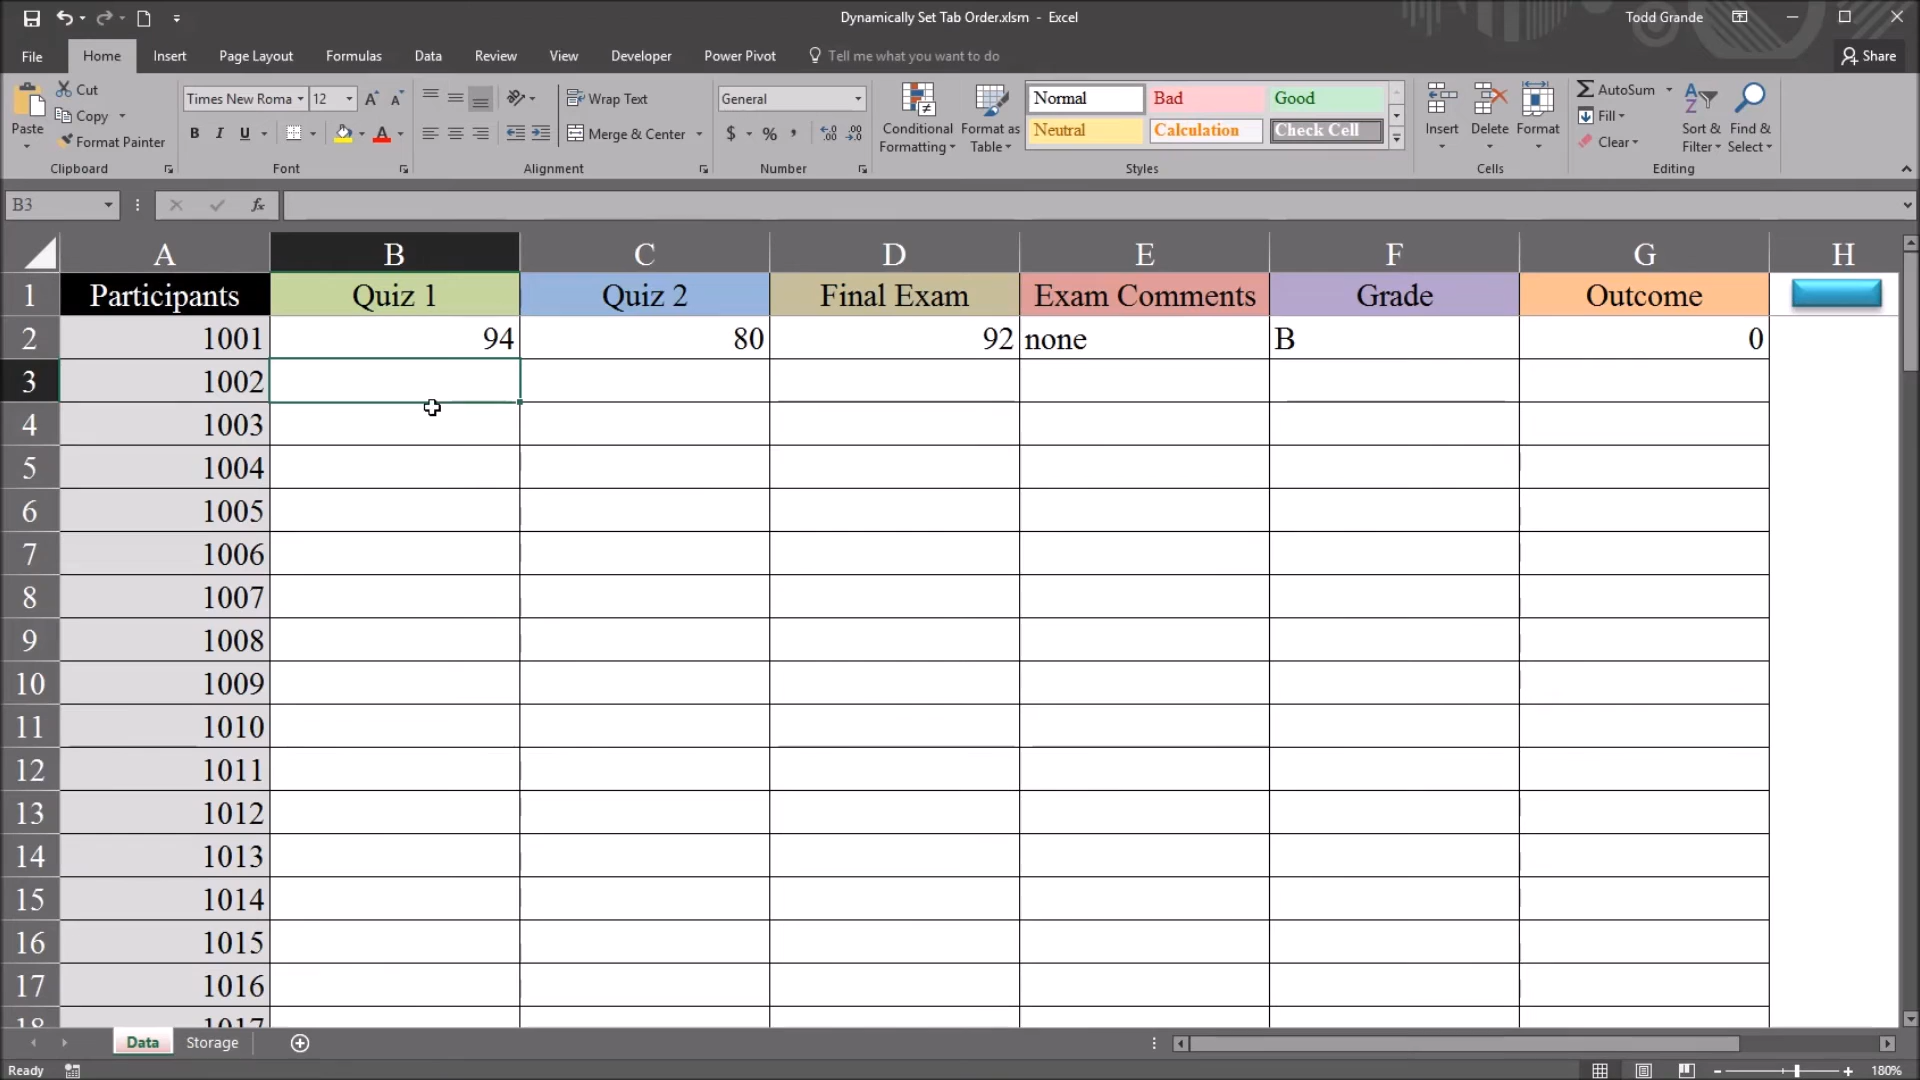 Dynamically Set Tab Order.xlsm - Excel
Todd Grande
File Home Insert Page Layout Formulas Data Review View Developer Power Pivot Tell me what you want to do Share
Paste
Cut
Copy
Format Painter
Clipboard
Times New Roma 12
B I U
Font
Wrap Text
Merge & Center
Alignment
General
$ % ,
Number
Conditional Formatting
Format as Table
Normal Bad Good
Neutral Calculation Check Cell
Styles
Insert Delete Format
Cells
AutoSum
Fill
Clear
Sort & Filter
Find & Select
Editing
B3
fx
A B C D E F G H
1 Participants Quiz 1 Quiz 2 Final Exam Exam Comments Grade Outcome
2 1001 94 80 92 none B 0
3 1002
4 1003
5 1004
6 1005
7 1006
8 1007
9 1008
10 1009
11 1010
12 1011
13 1012
14 1013
15 1014
16 1015
17 1016
18 1017
Data Storage
Ready
180%